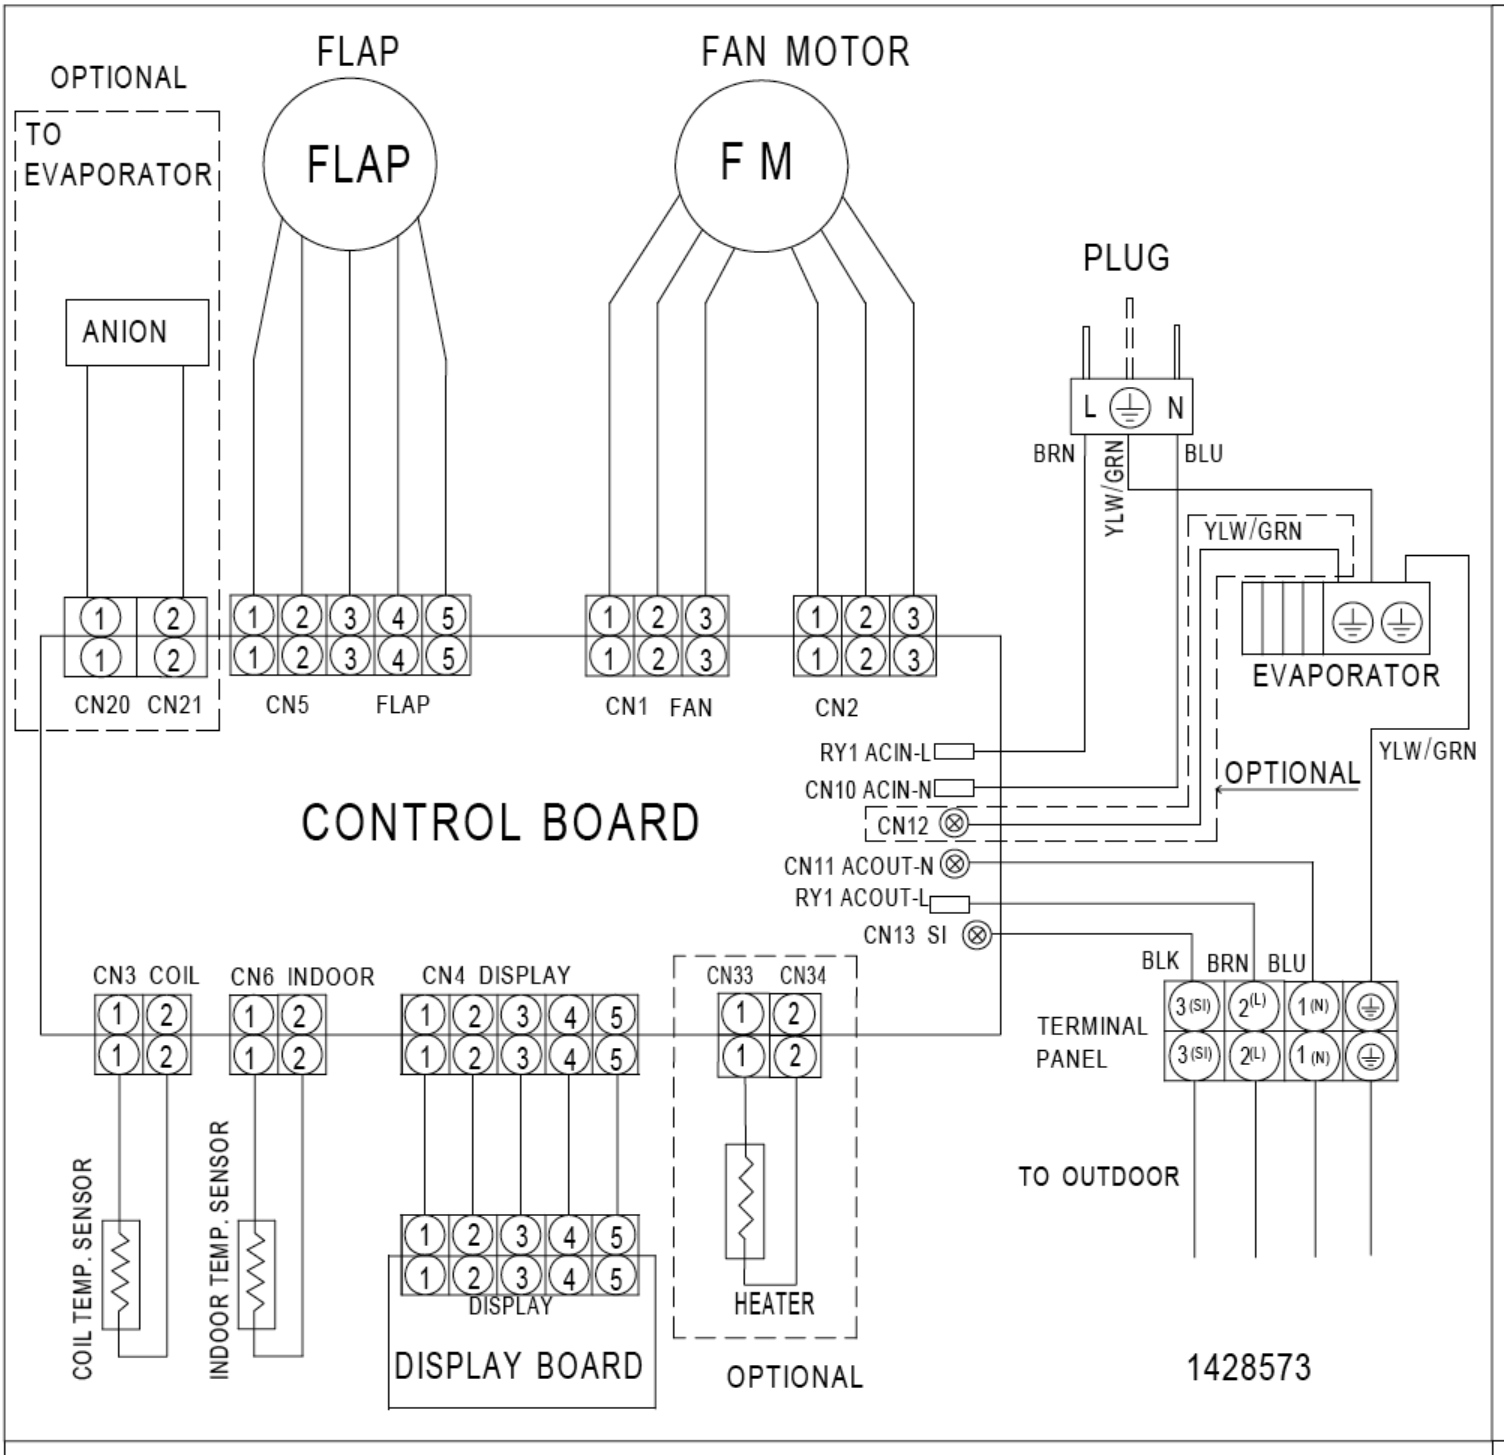 FLAP
FAN MOTOR
OPTIONAL
TO
EVAPORATOR
FLAP
F M
PLUG
ANION
L N
BRN
YLW/GRN
BLU
YLW/GRN
1 2
1 2
CN20 CN21
1 2 3 4 5
1 2 3 4 5
CN5 FLAP
1 2 3
1 2 3
CN1 FAN
1 2 3
1 2 3
CN2
EVAPORATOR
YLW/GRN
OPTIONAL
RY1 ACIN-L
CN10 ACIN-N
CN12
CN11 ACOUT-N
RY1 ACOUT-L
CN13 SI
CONTROL BOARD
BLK BRN BLU
CN3 COIL
1 2
1 2
CN6 INDOOR
1 2
1 2
CN4 DISPLAY
1 2 3 4 5
1 2 3 4 5
CN33 CN34
1 2
1 2
TERMINAL
PANEL
3(SI) 2(L) 1(N)
3(SI) 2(L) 1(N)
TO OUTDOOR
COIL TEMP. SENSOR
INDOOR TEMP. SENSOR
1 2 3 4 5
1 2 3 4 5
DISPLAY
DISPLAY BOARD
HEATER
OPTIONAL
1428573